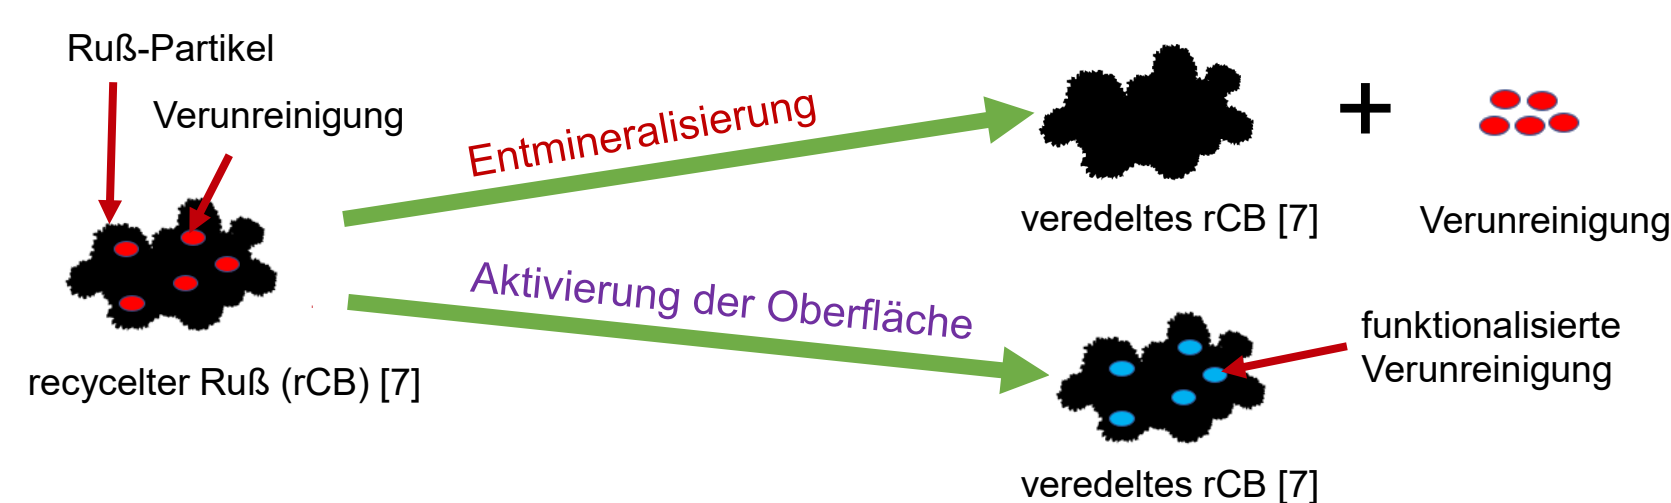 Ruß-Partikel
Verunreinigung
Entmineralisierung
veredeltes rCB [7]
Verunreinigung
recycelter Ruß (rCB) [7]
Aktivierung der Oberfläche
funktionalisierte
Verunreinigung
veredeltes rCB [7]